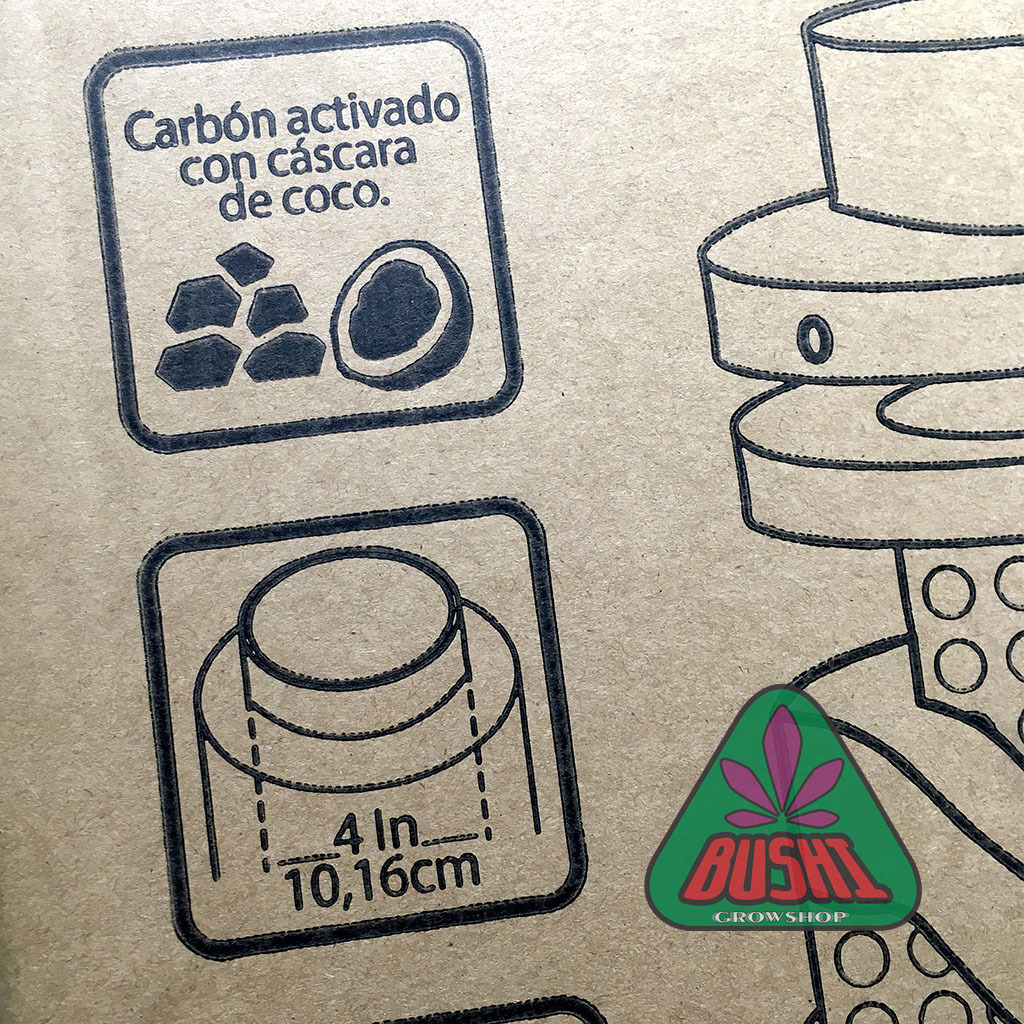 Carbón activado
con cáscara
de coco.
4 In
10,16cm
BUSHI
GROWSHOP